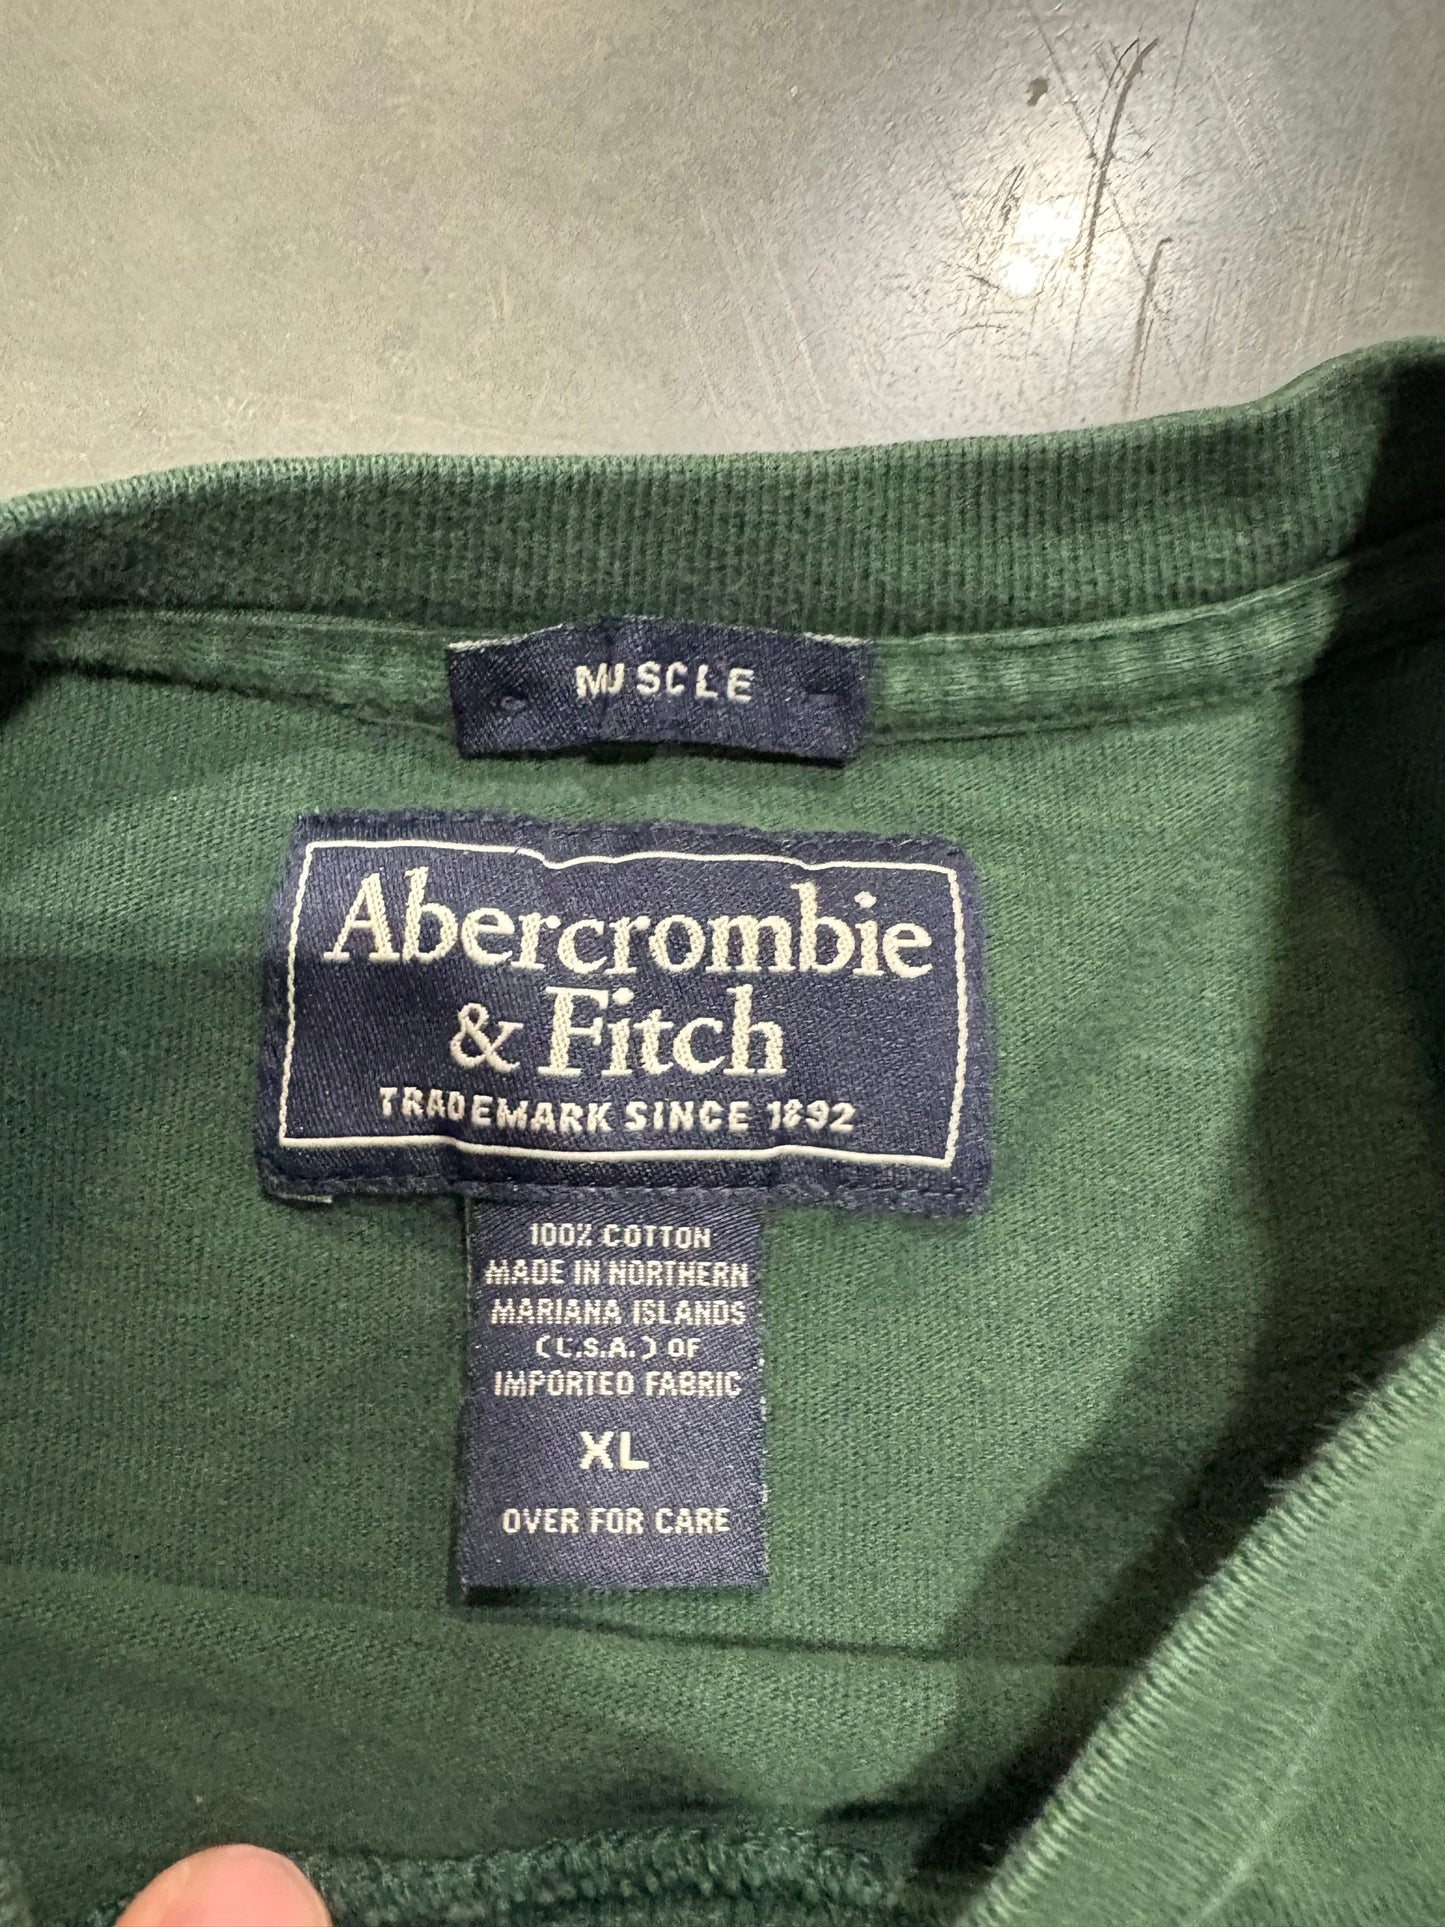 MUSCLE
Abercrombie
& Fitch
TRADEMARK SINCE 1892
100% COTTON
MADE IN NORTHERN
MARIANA ISLANDS
(U.S.A.) OF
IMPORTED FABRIC
XL
OVER FOR CARE